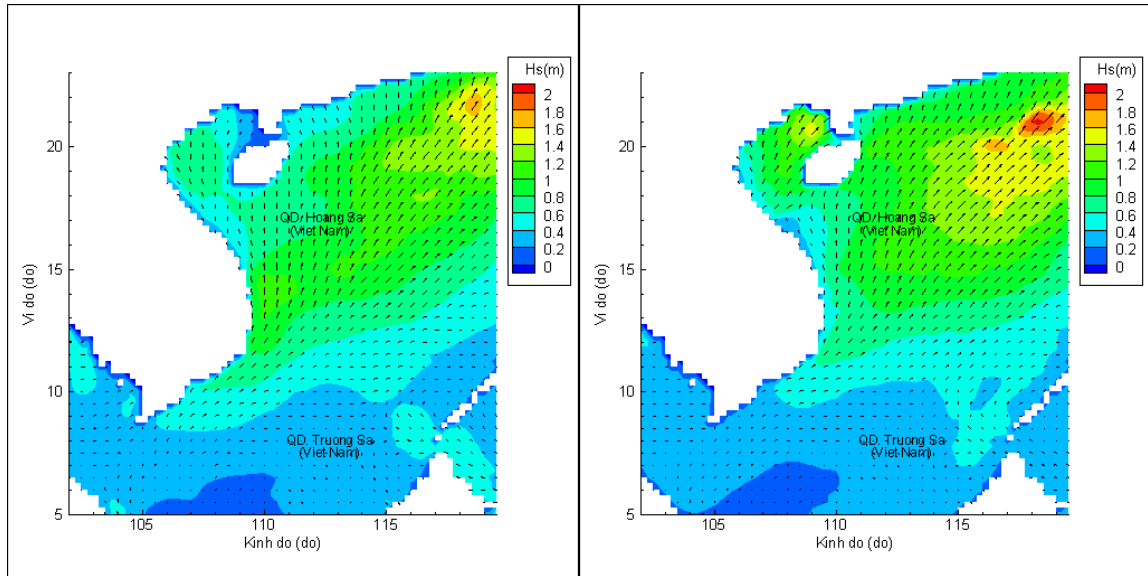 Hs(m)
2
1.8
1.6
1.4
1.2
1
0.8
0.6
0.4
0.2
0
20
15
10
5
Vi do (do)
QD. Hoang Sa
(Viet Nam)
QD. Truong Sa
(Viet Nam)
105
110
115
Kinh do (do)
Hs(m)
2
1.8
1.6
1.4
1.2
1
0.8
0.6
0.4
0.2
0
20
15
10
5
Vi do (do)
QD. Hoang Sa
(Viet Nam)
QD. Truong Sa
(Viet Nam)
105
110
115
Kinh do (do)